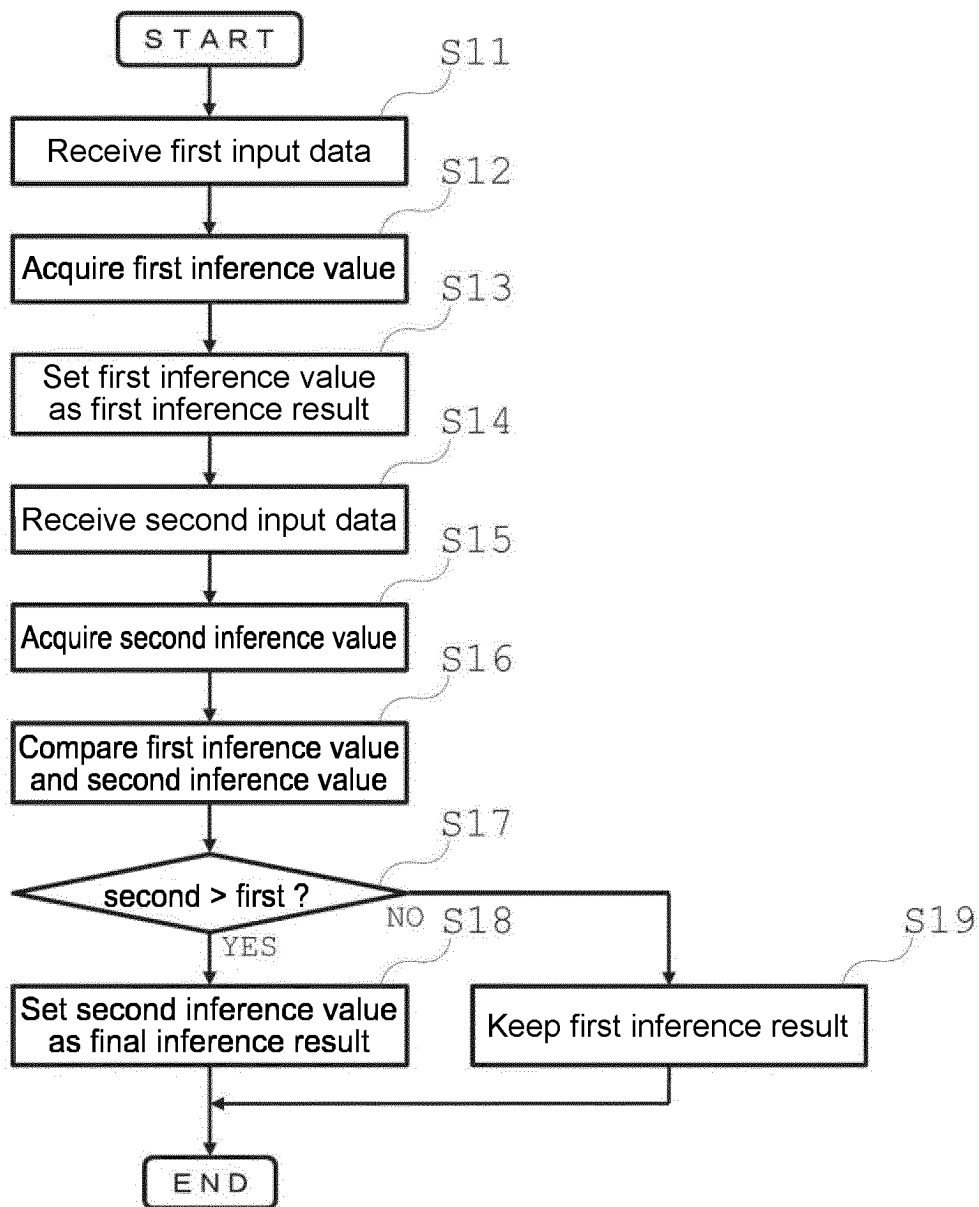 START
S11
Receive first input data
S12
Acquire first inference value
S13
Set first inference value
as first inference result
S14
Receive second input data
S15
Acquire second inference value
S16
Compare first inference value
and second inference value
S17
second > first ?
NO
YES
S18
S19
Set second inference value
as final inference result
Keep first inference result
END